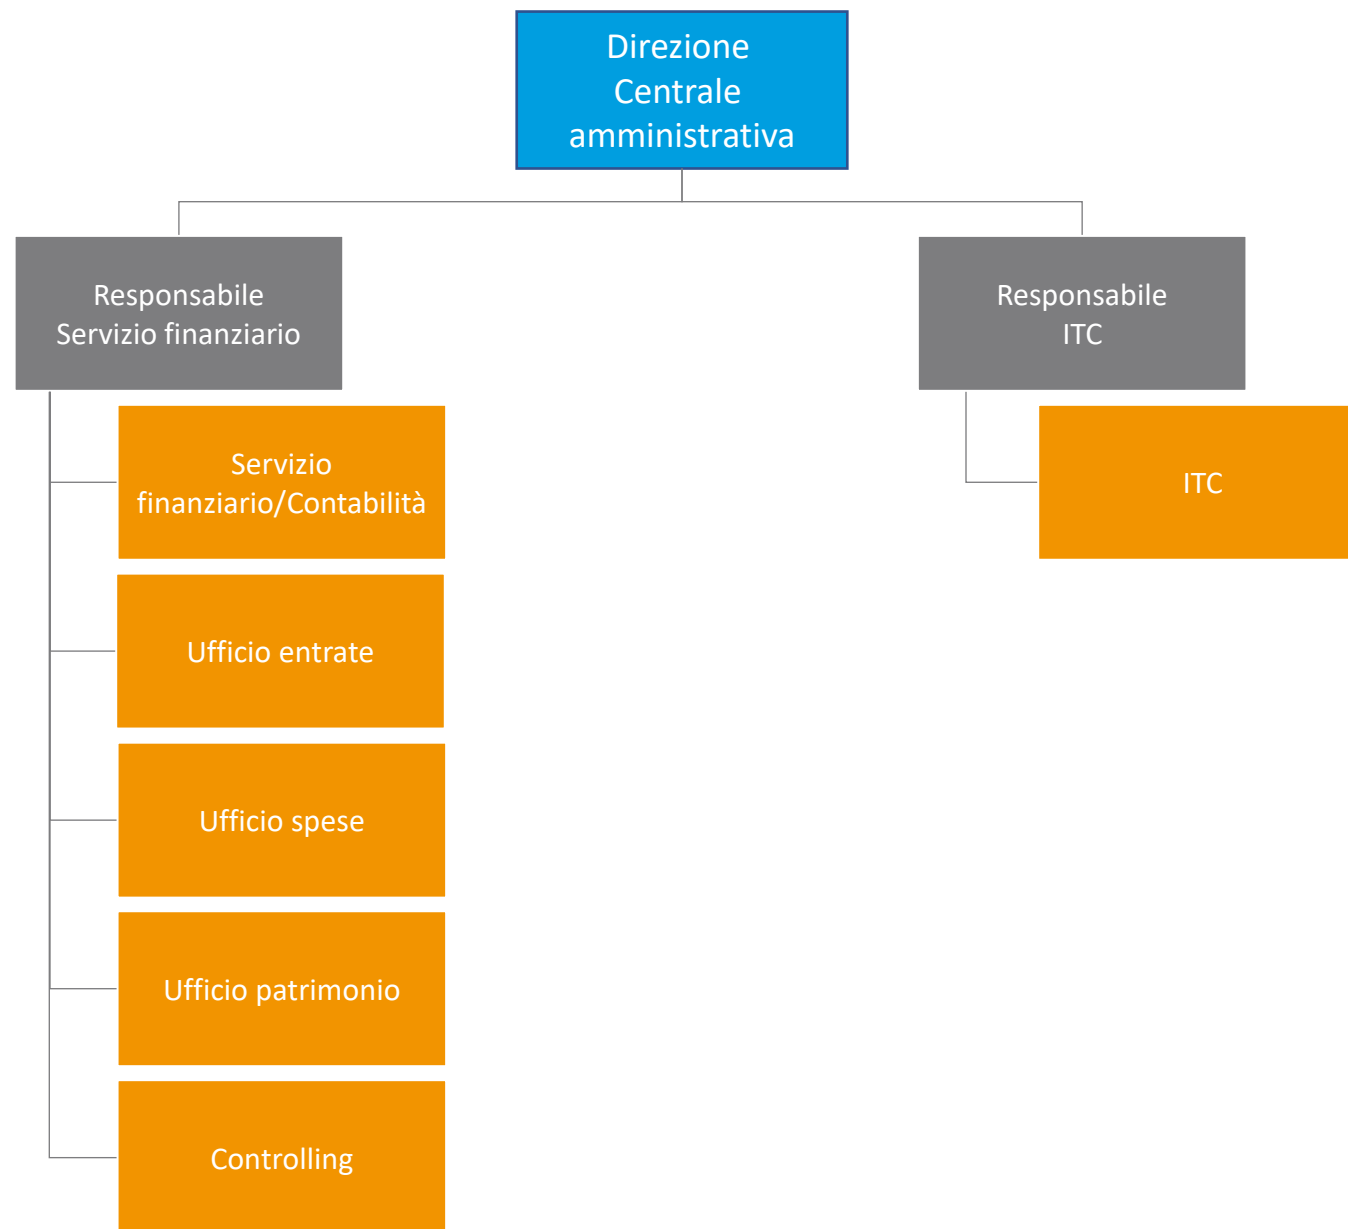 Direzione
Centrale
amministrativa
Responsabile
Servizio finanziario
Responsabile
ITC
Servizio
finanziario/Contabilità
ITC
Ufficio entrate
Ufficio spese
Ufficio patrimonio
Controlling